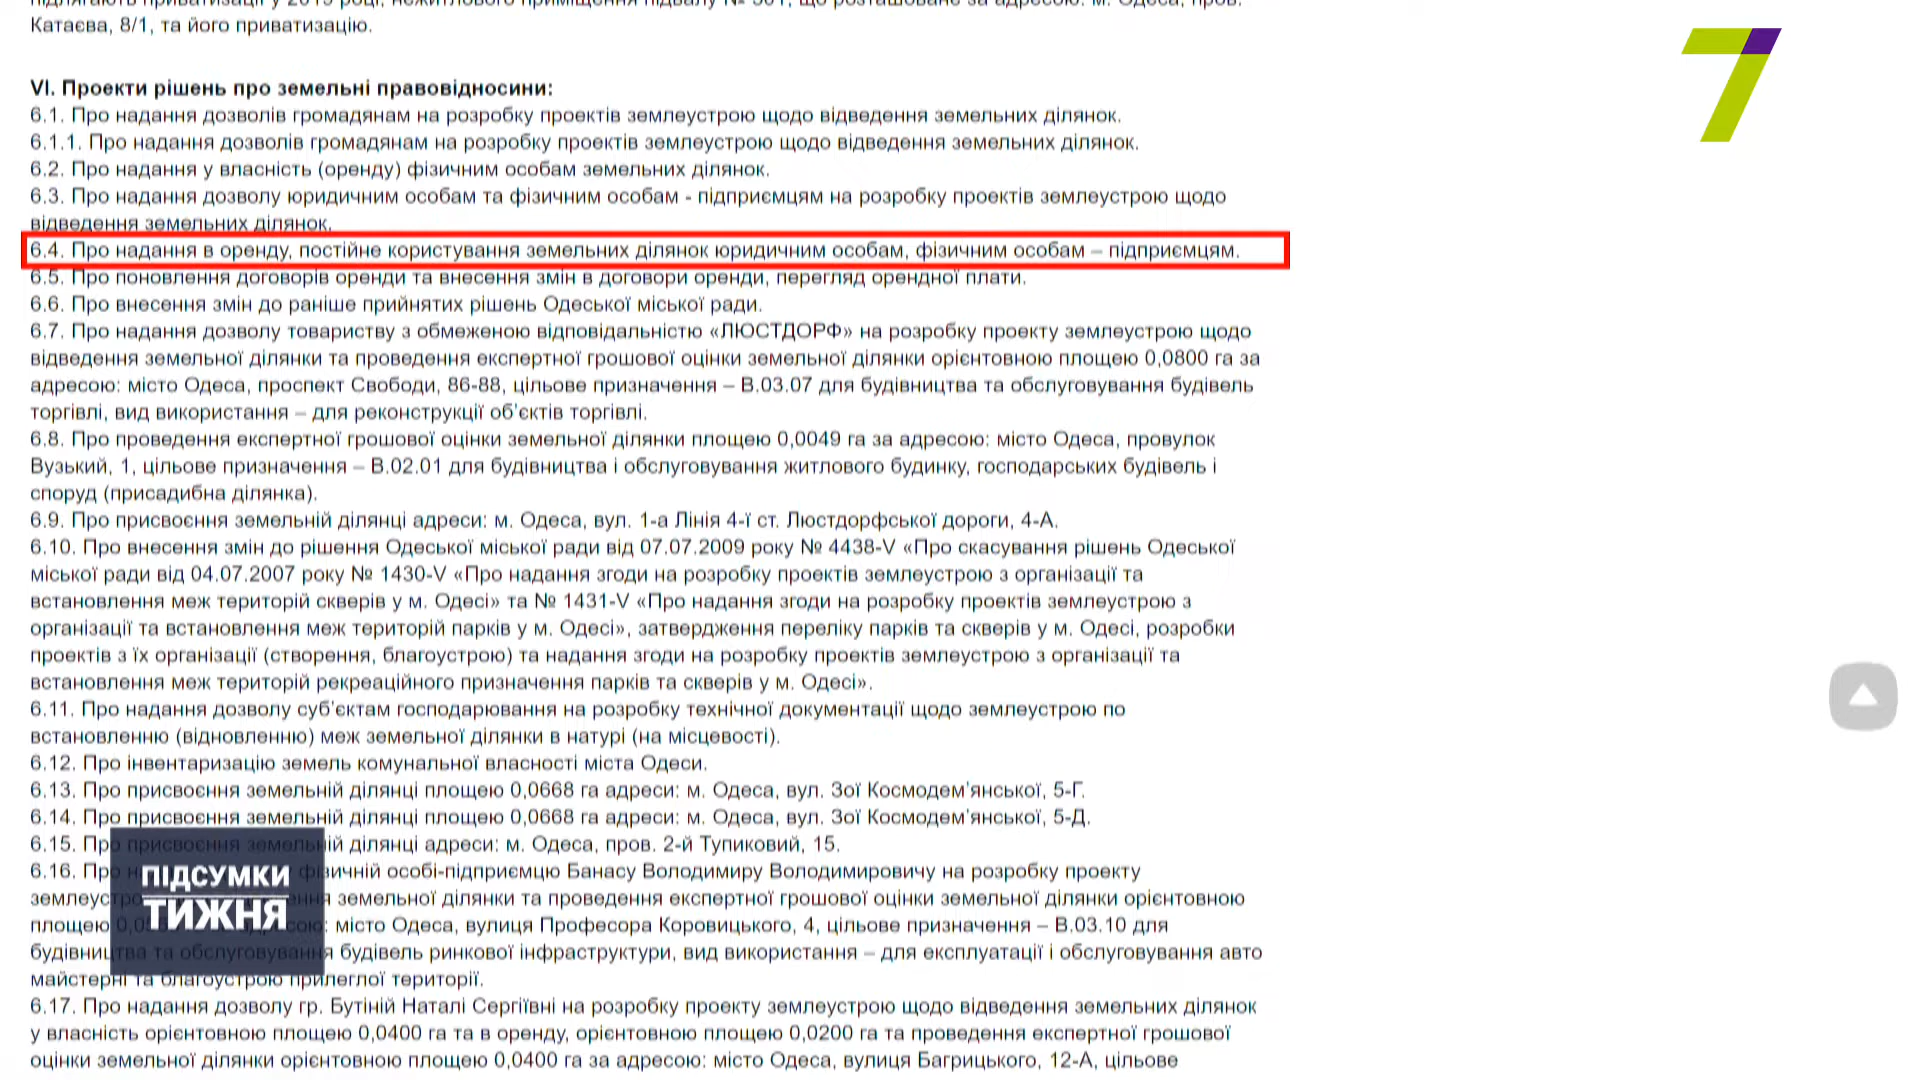 підлягають приватизації у 2019 році, нежитлового приміщення підвалу № 501, що розташоване за адресою: м. Одеса, пров.
Катаєва, 8/1, та його приватизацію.
7
VI. Проекти рішень про земельні правовідносини:
6.1. Про надання дозволів громадянам на розробку проектів землеустрою щодо відведення земельних ділянок.
6.1.1. Про надання дозволів громадянам на розробку проектів землеустрою щодо відведення земельних ділянок.
6.2. Про надання у власність (оренду) фізичним особам земельних ділянок.
6.3. Про надання дозволу юридичним особам та фізичним особам - підприємцям на розробку проектів землеустрою щодо
відведення земельних ділянок.
6.4. Про надання в оренду, постійне користування земельних ділянок юридичним особам, фізичним особам – підприємцям.
6.5. Про поновлення договорів оренди та внесення змін в договори оренди, перегляд орендної плати.
6.6. Про внесення змін до раніше прийнятих рішень Одеської міської ради.
6.7. Про надання дозволу товариству з обмеженою відповідальністю «ЛЮСТДОРФ» на розробку проекту землеустрою щодо
відведення земельної ділянки та проведення експертної грошової оцінки земельної ділянки орієнтовною площею 0,0800 га за
адресою: місто Одеса, проспект Свободи, 86-88, цільове призначення – В.03.07 для будівництва та обслуговування будівель
торгівлі, вид використання – для реконструкції об'єктів торгівлі.
6.8. Про проведення експертної грошової оцінки земельної ділянки площею 0,0049 га за адресою: місто Одеса, провулок
Вузький, 1, цільове призначення – В.02.01 для будівництва і обслуговування житлового будинку, господарських будівель і
споруд (присадибна ділянка).
6.9. Про присвоєння земельній ділянці адреси: м. Одеса, вул. 1-а Лінія 4-ї ст. Люстдорфської дороги, 4-А.
6.10. Про внесення змін до рішення Одеської міської ради від 07.07.2009 року № 4438-V «Про скасування рішень Одеської
міської ради від 04.07.2007 року № 1430-V «Про надання згоди на розробку проектів землеустрою з організації та
встановлення меж територій скверів у м. Одесі» та № 1431-V «Про надання згоди на розробку проектів землеустрою з
організації та встановлення меж територій парків у м. Одесі», затвердження переліку парків та скверів у м. Одесі, розробки
проектів з їх організації (створення, благоустрою) та надання згоди на розробку проектів землеустрою з організації та
встановлення меж територій рекреаційного призначення парків та скверів у м. Одесі».
6.11. Про надання дозволу суб'єктам господарювання на розробку технічної документації щодо землеустрою по
встановленню (відновленню) меж земельної ділянки в натурі (на місцевості).
6.12. Про інвентаризацію земель комунальної власності міста Одеси.
6.13. Про присвоєння земельній ділянці площею 0,0668 га адреси: м. Одеса, вул. Зої Космодем'янської, 5-Г.
6.14. Про присвоєння земельній ділянці площею 0,0668 га адреси: м. Одеса, вул. Зої Космодем'янської, 5-Д.
6.15. Про присвоєння земельній ділянці адреси: м. Одеса, пров. 2-й Тупиковий, 15.
6.16. Про фізичній особі-підприємцю Банасу Володимиру Володимировичу на розробку проекту
землеустрою земельної ділянки та проведення експертної грошової оцінки земельної ділянки орієнтовною
площею місто Одеса, вулиця Професора Коровицького, 4, цільове призначення – В.03.10 для
будівництва та обслуговування будівель ринкової інфраструктури, вид використання – для експлуатації і обслуговування авто
майстерні та благоустрою прилеглої території.
6.17. Про надання дозволу гр. Бутіній Наталі Сергіївні на розробку проекту землеустрою щодо відведення земельних ділянок
у власність орієнтовною площею 0,0400 га та в оренду, орієнтовною площею 0,0200 га та проведення експертної грошової
оцінки земельної ділянки орієнтовною площею 0,0400 га за адресою: місто Одеса, вулиця Багрицького, 12-А, цільове
ПІДСУМКИ
ТИЖНЯ